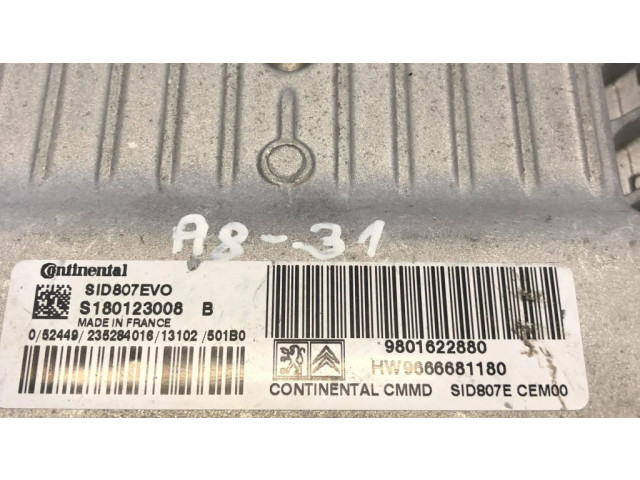 A8-31
Continental
SID807EVO
S180123008 B
MADE IN FRANCE
0/52449/235284016/13102/501B0
9801622880
HW9666681180
CONTINENTAL CMMD SID807E CEM00